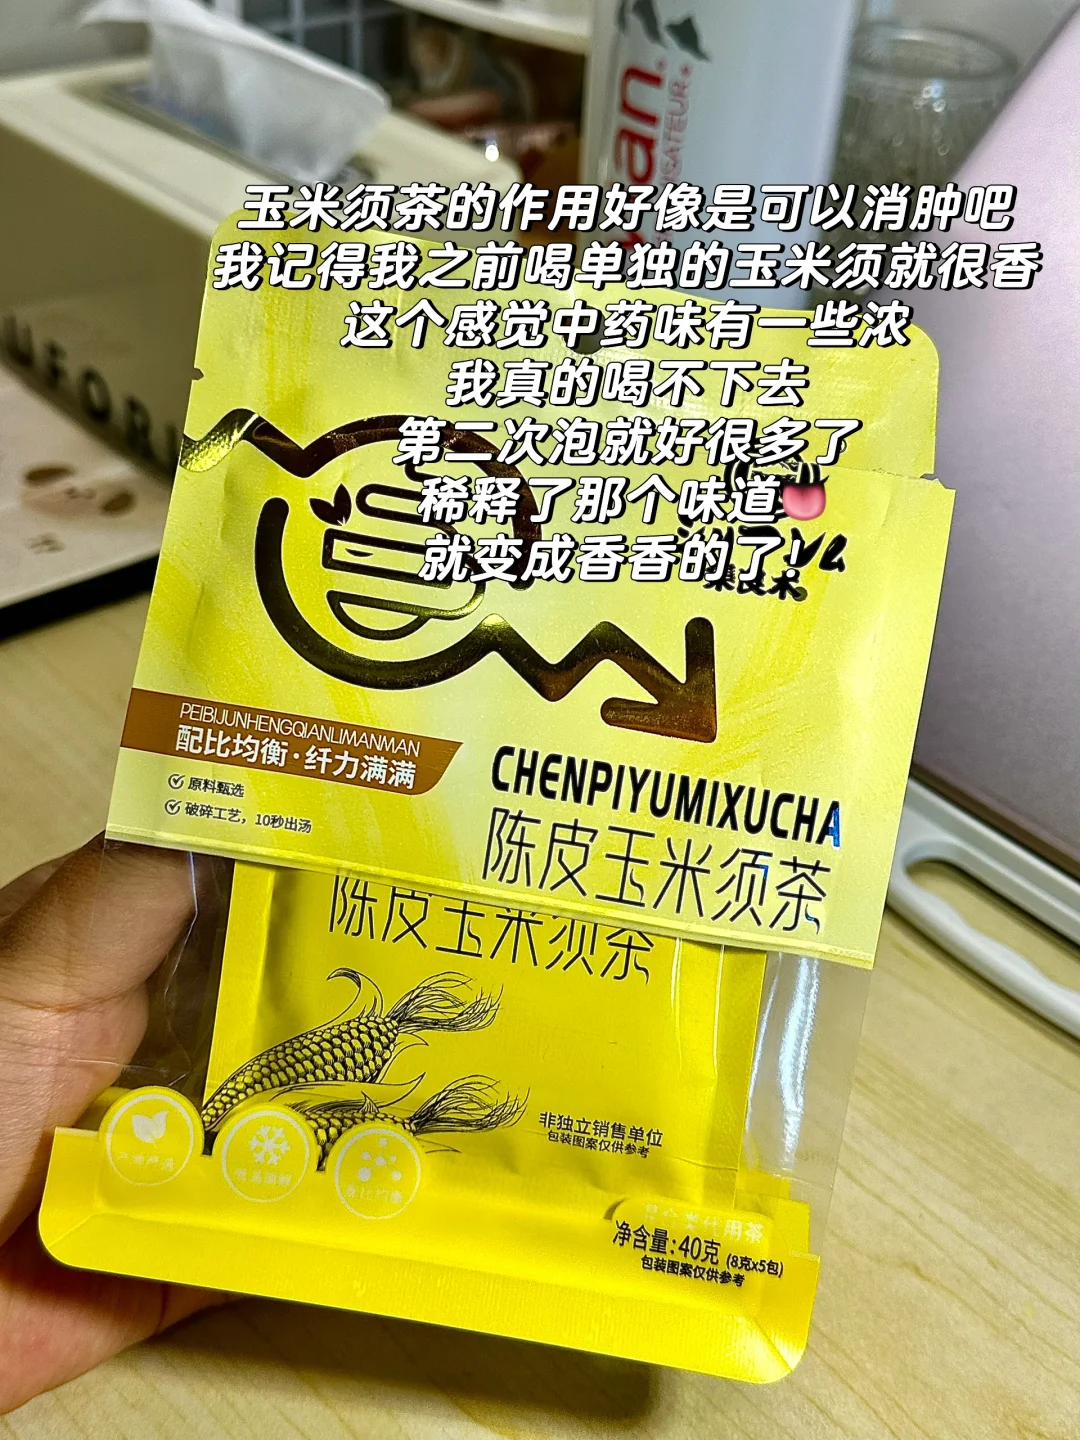 玉米须茶的作用好像是可以消肿吧
我记得我之前喝单独的玉米须就很香
这个感觉中药味有一些浓
我真的喝不下去
第二次泡就好很多了
稀释了那个味道
就变成香香的了！
PEIBIJUNHENGQIANLIMANMAN
配比均衡·纤力满满
原料甄选
破碎工艺，10秒出汤
CHENPIYUMIXUCHA
陈皮玉米须茶
陈皮玉米须茶
非独立销售单位
包装图案仅供参考
净含量:40克 (8克x5包)
包装图案仅供参考